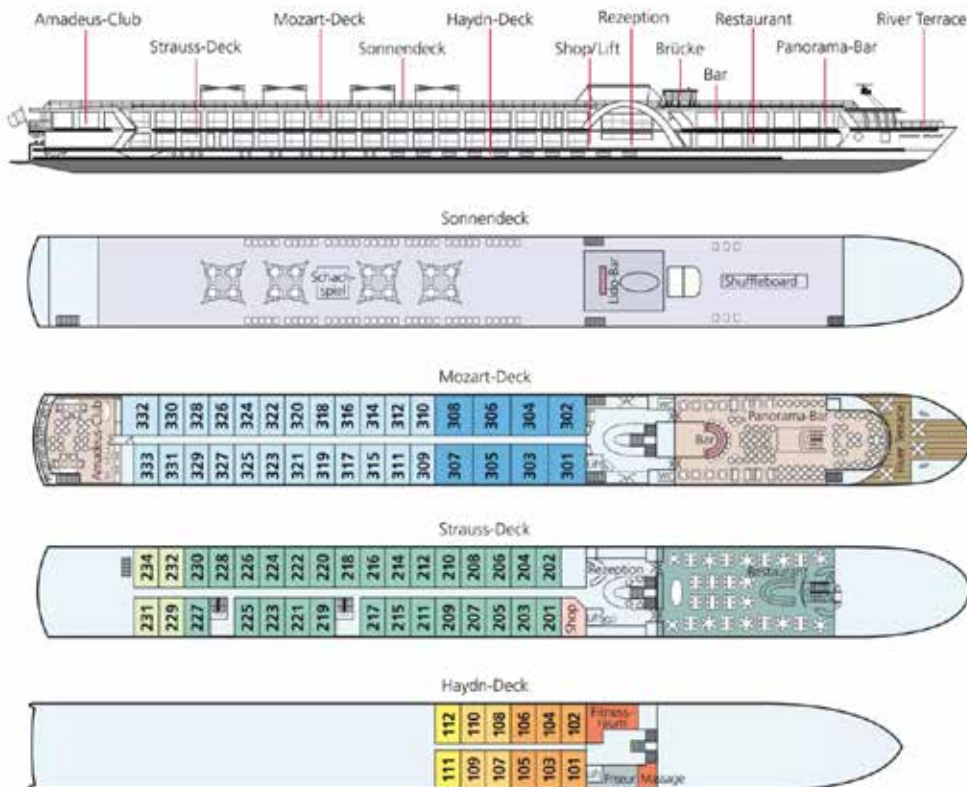 Amadeus-Club Mozart-Deck Haydn-Deck Rezeption Restaurant River Terrace
Strauss-Deck Sonnendeck Shop/Lift Brücke Panorama-Bar
Bar
Sonnendeck
Schach-
spiel
Lido-Bar
Shuffleboard
Mozart-Deck
Amadeus-Club
332 330 328 326 324 322 320 318 316 314 312 310 308 306 304 302
WC
Panorama-Bar
Bar
River Terrace
333 331 329 327 325 323 321 319 317 315 311 309 307 305 303 301
Lift
WC
Strauss-Deck
234 232 230 228 226 224 222 220 218 216 214 212 210 208 206 204 202
Rezeption
231 229 227 225 223 221 219 217 215 211 209 207 205 203 201
Shop
Lift
Haydn-Deck
112 110 108 106 104 102
Fitness-
raum
111 109 107 105 103 101
Lift
Friseur
Massage